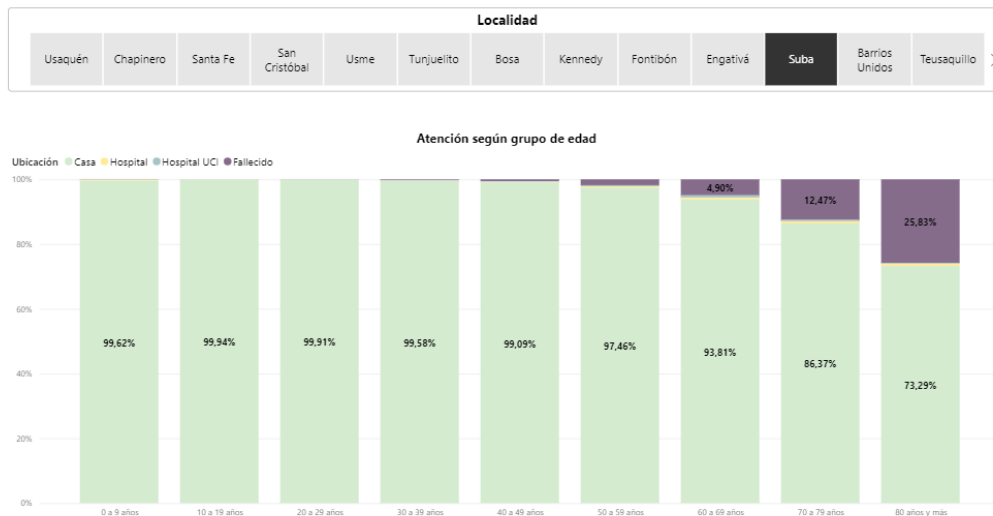 Localidad
Usaquén Chapinero Santa Fe San Cristóbal Usme Tunjuelito Bosa Kennedy Fontibón Engativá Suba Barrios Unidos Teusaquillo
Atención según grupo de edad
Ubicación Casa Hospital Hospital UCI Fallecido
100%
80%
60%
40%
20%
0%
99,62% 99,94% 99,91% 99,58% 99,09% 97,46% 93,81% 86,37% 73,29%
4,90% 12,47% 25,83%
0 a 9 años 10 a 19 años 20 a 29 años 30 a 39 años 40 a 49 años 50 a 59 años 60 a 69 años 70 a 79 años 80 años y más